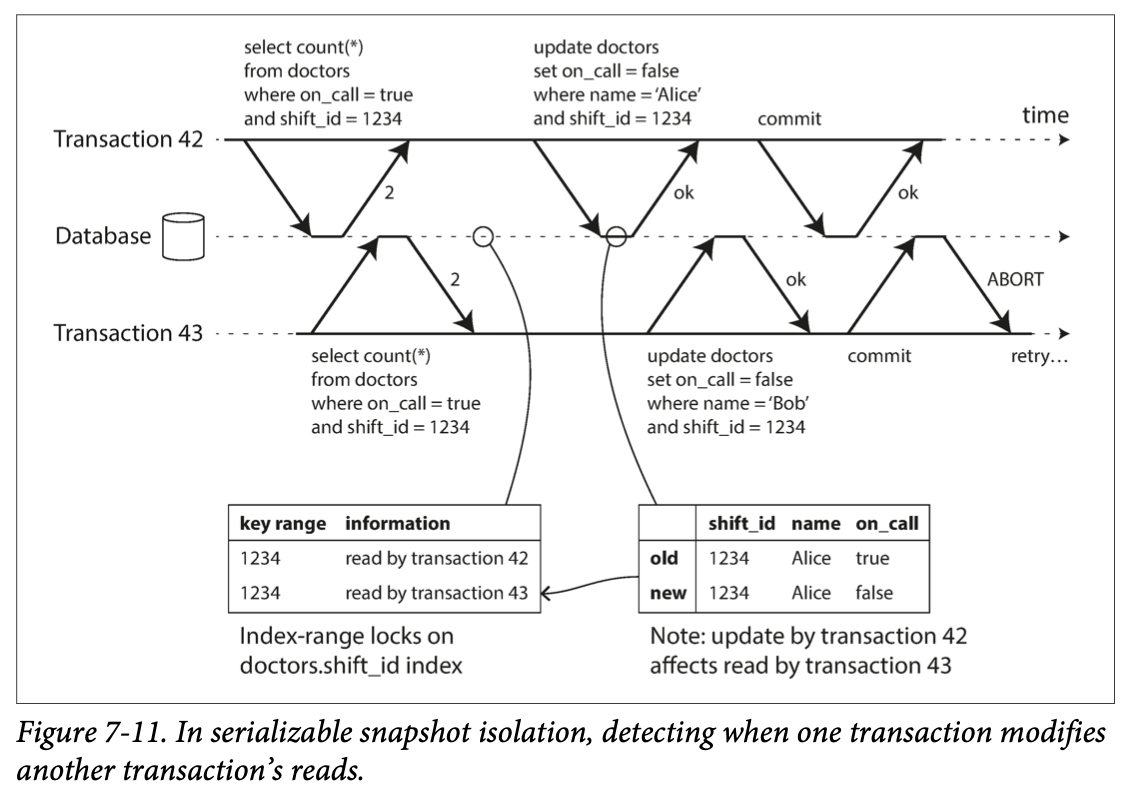 select count(*)
from doctors
where on_call = true
and shift_id = 1234
update doctors
set on_call = false
where name = ‘Alice’
and shift_id = 1234
commit
time
Transaction 42
2
ok
ok
Database
2
ok
ABORT
Transaction 43
select count(*)
from doctors
where on_call = true
and shift_id = 1234
update doctors
set on_call = false
where name = ‘Bob’
and shift_id = 1234
commit
retry…
key range information
1234 read by transaction 42
1234 read by transaction 43
Index-range locks on
doctors.shift_id index
shift_id name on_call
old 1234 Alice true
new 1234 Alice false
Note: update by transaction 42
affects read by transaction 43
Figure 7-11. In serializable snapshot isolation, detecting when one transaction modifies
another transaction’s reads.